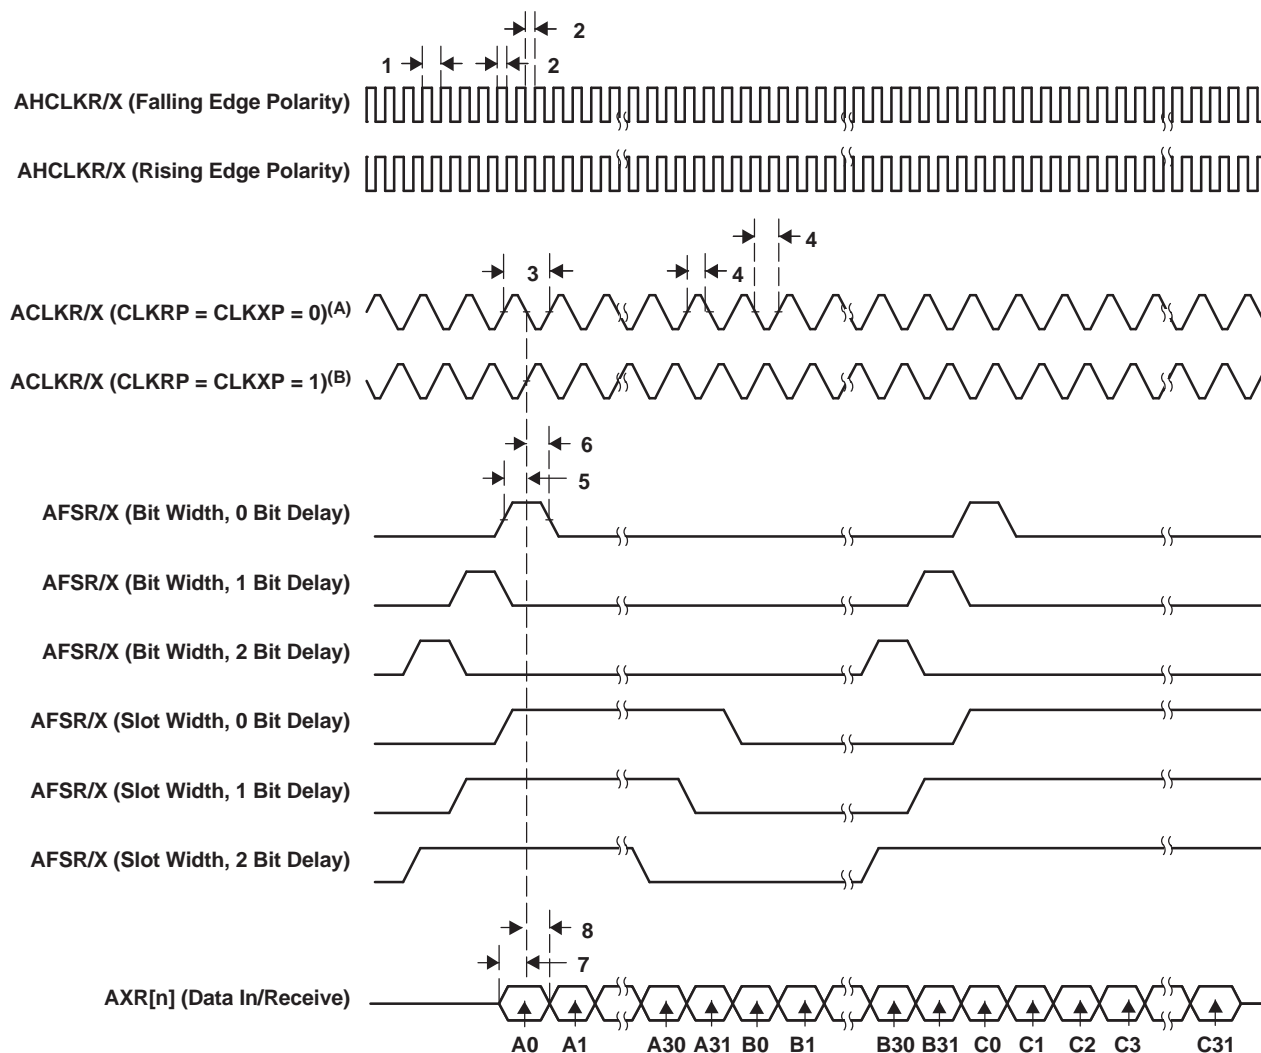 2
1
2
AHCLKR/X (Falling Edge Polarity)
AHCLKR/X (Rising Edge Polarity)
4
3
4
ACLKR/X (CLKRP = CLKXP = 0)(A)
ACLKR/X (CLKRP = CLKXP = 1)(B)
6
5
AFSR/X (Bit Width, 0 Bit Delay)
AFSR/X (Bit Width, 1 Bit Delay)
AFSR/X (Bit Width, 2 Bit Delay)
AFSR/X (Slot Width, 0 Bit Delay)
AFSR/X (Slot Width, 1 Bit Delay)
AFSR/X (Slot Width, 2 Bit Delay)
8
7
AXR[n] (Data In/Receive)
A0 A1 A30 A31 B0 B1 B30 B31 C0 C1 C2 C3 C31